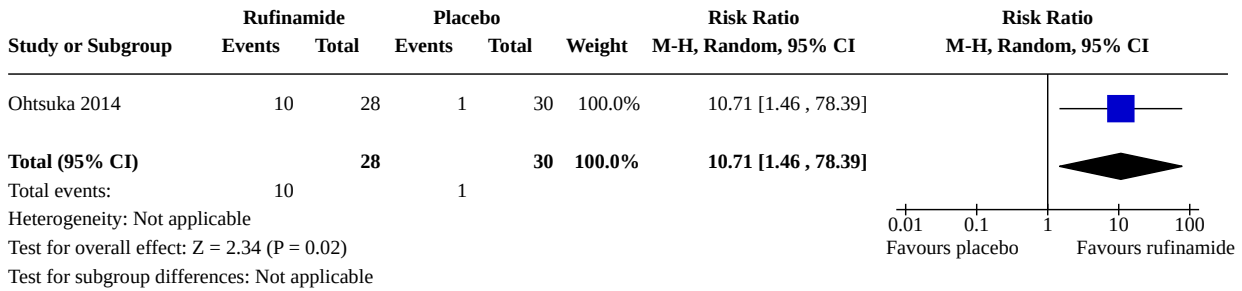 Rufinamide Placebo Risk Ratio Risk Ratio
Study or Subgroup Events Total Events Total Weight M-H, Random, 95% CI M-H, Random, 95% CI
Ohtsuka 2014 10 28 1 30 100.0% 10.71 [1.46 , 78.39]
Total (95% CI) 28 30 100.0% 10.71 [1.46 , 78.39]
Total events: 10 1
Heterogeneity: Not applicable
0.01 0.1 1 10 100
Test for overall effect: Z = 2.34 (P = 0.02) Favours placebo Favours rufinamide
Test for subgroup differences: Not applicable